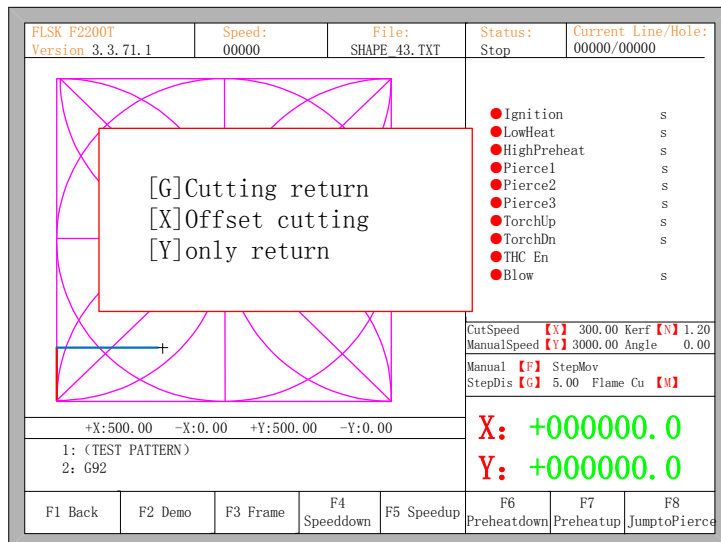 FLSK F2200T
Version 3.3.71.1
Speed:
00000
File:
SHAPE_43.TXT
Status:
Stop
Current Line/Hole:
00000/00000
[G]Cutting return
[X]Offset cutting
[Y]only return
Ignition s
LowHeat s
HighPreheat s
Pierce1 s
Pierce2 s
Pierce3 s
TorchUp s
TorchDn s
THC En
Blow s
CutSpeed 【X】 300.00 Kerf【N】1.20
ManualSpeed【Y】3000.00 Angle 0.00
Manual 【F】 StepMov
StepDis【G】 5.00 Flame Cu 【M】
+X:500.00 -X:0.00 +Y:500.00 -Y:0.00
1: (TEST PATTERN)
2: G92
X: +000000.0
Y: +000000.0
F1 Back
F2 Demo
F3 Frame
F4
Speeddown
F5 Speedup
F6
Preheatdown
F7
Preheatup
F8
JumptoPierce